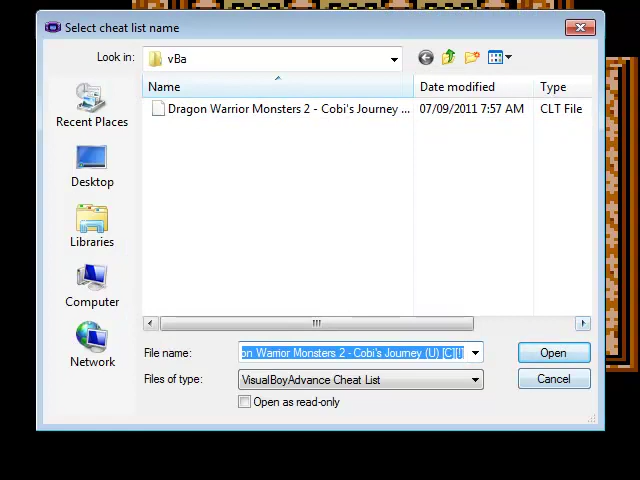 Select cheat list name
Look in:
vBa
Name
Date modified
Type
Dragon Warrior Monsters 2 - Cobi's Journey ...
07/09/2011 7:57 AM
CLT File
Recent Places
Desktop
Libraries
Computer
Network
File name:
on Warrior Monsters 2 - Cobi's Journey (U) [C][!]
Open
Files of type:
VisualBoyAdvance Cheat List
Cancel
Open as read-only